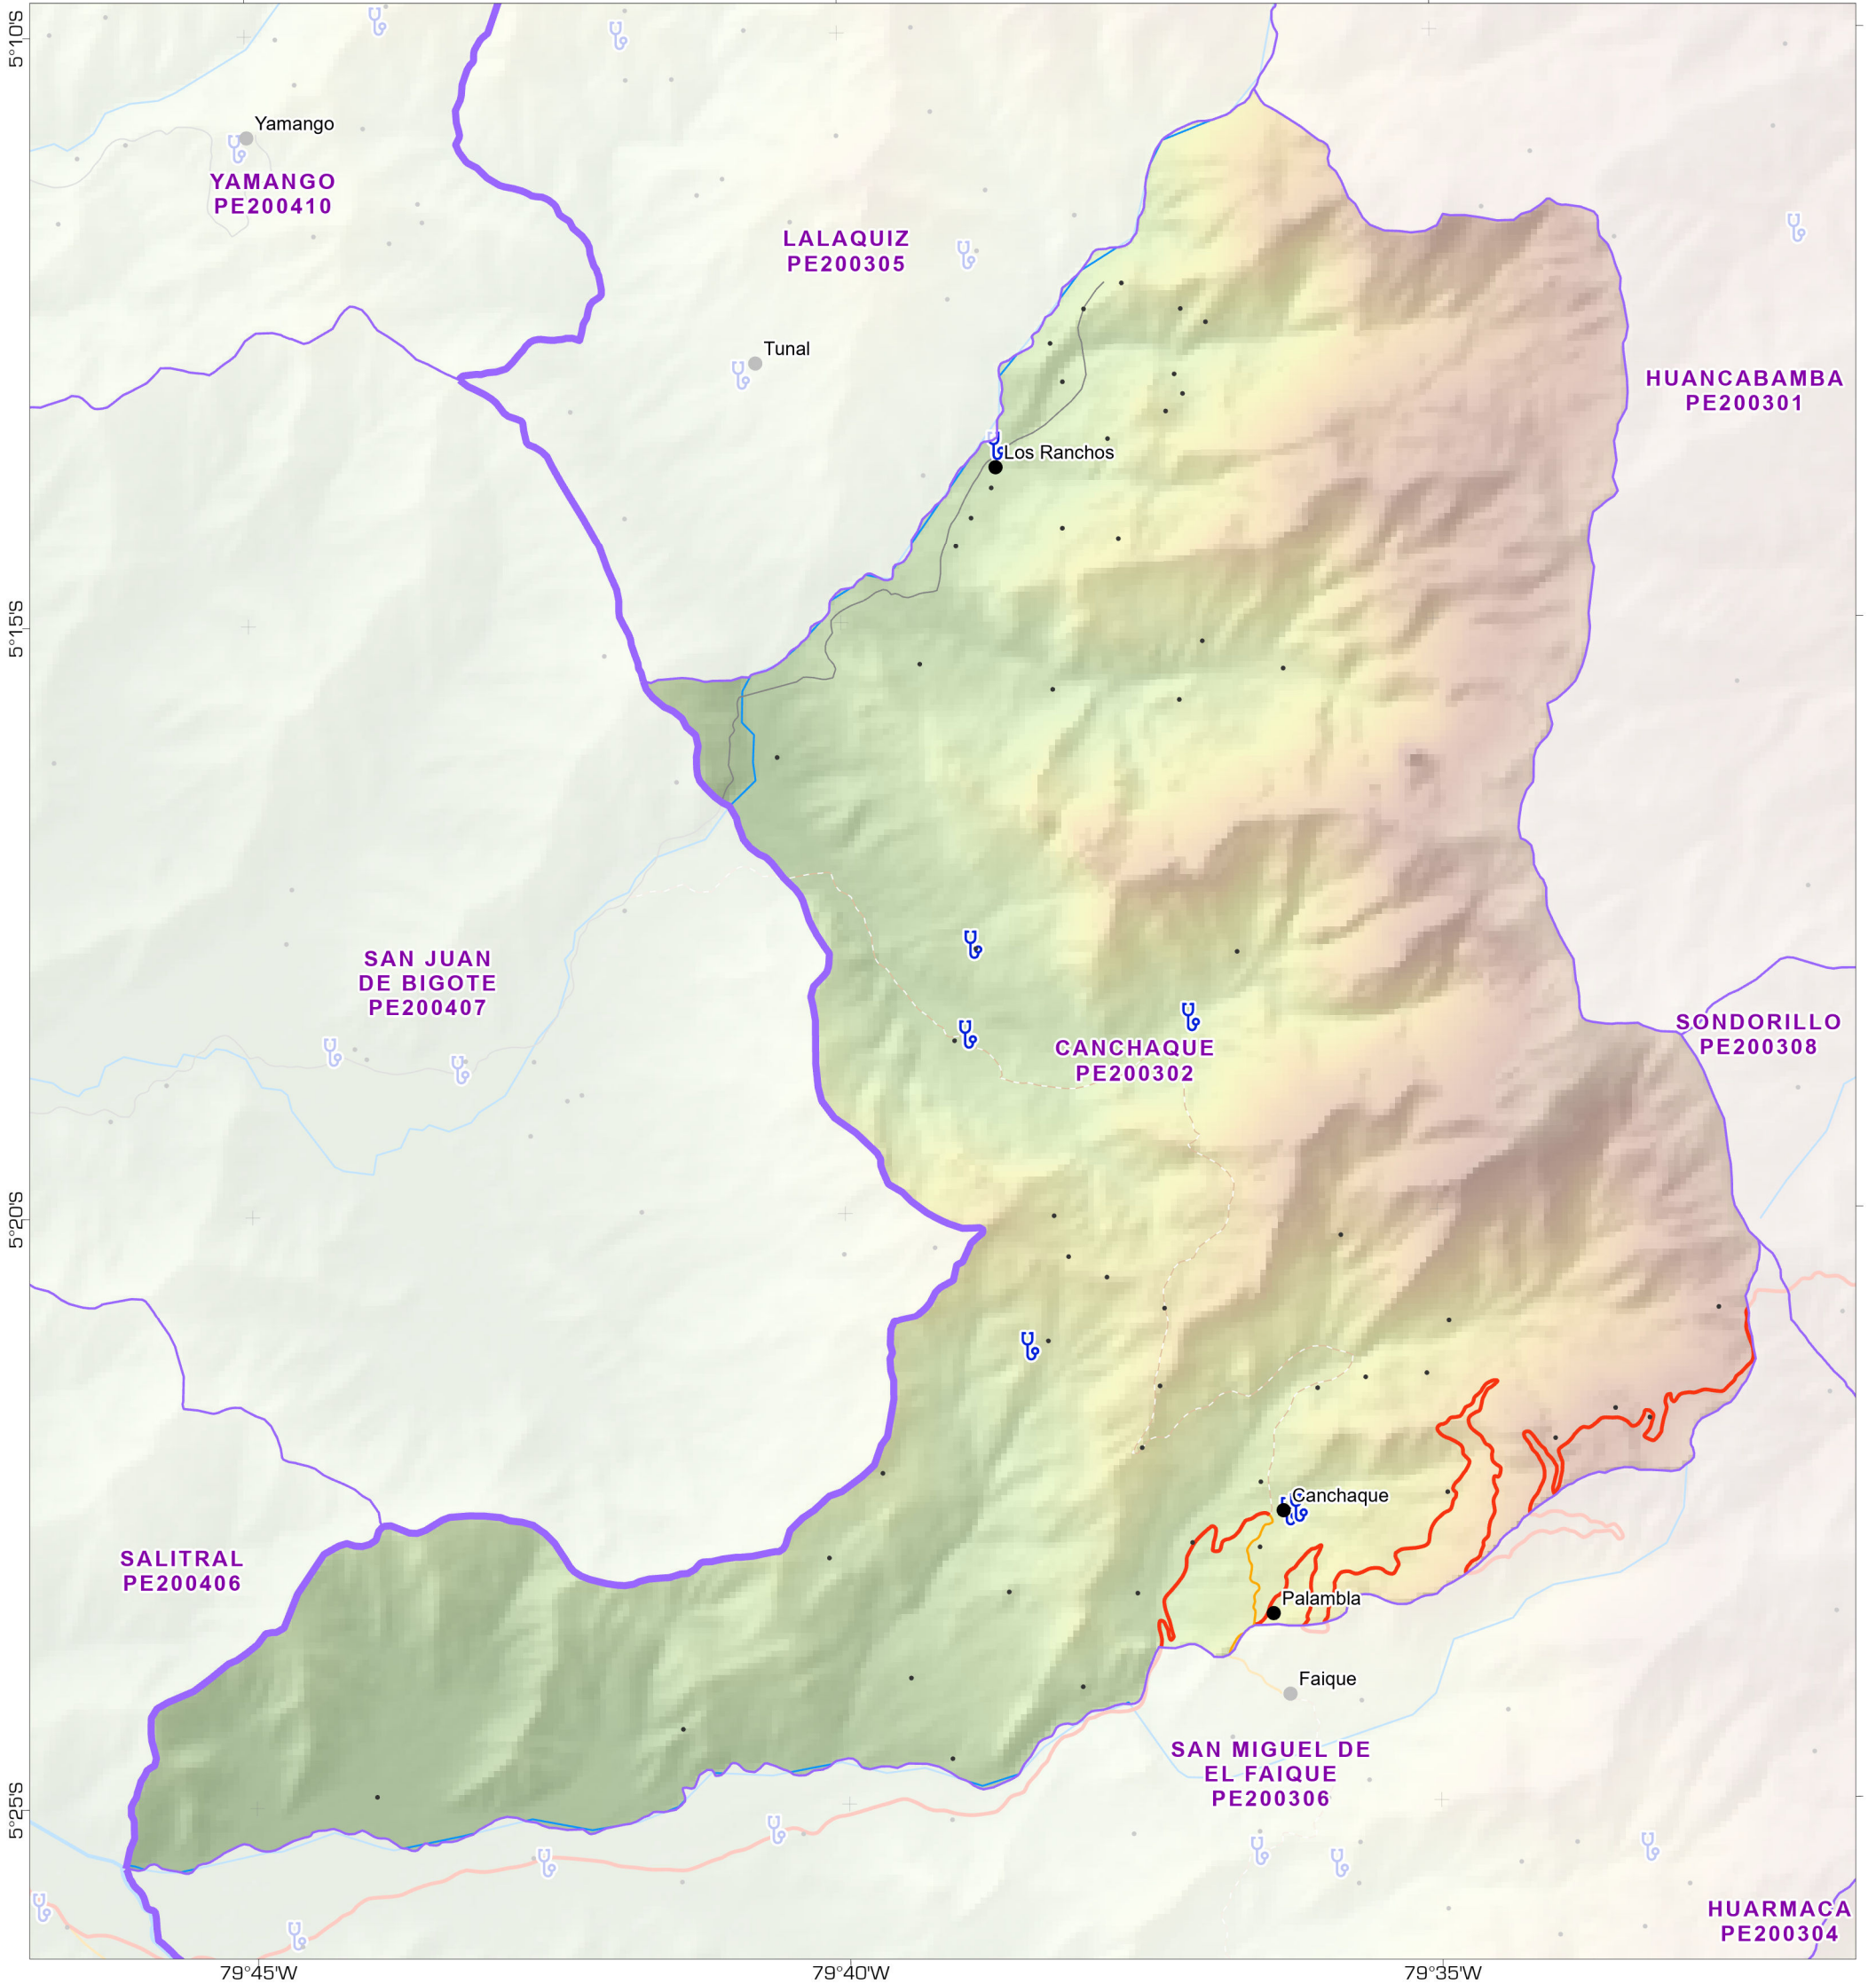 5°10'S
Yamango
YAMANGO
PE200410
LALAQUIZ
PE200305
Tunal
HUANCABAMBA
PE200301
Los Ranchos
5°15'S
SAN JUAN
DE BIGOTE
PE200407
CANCHAQUE
PE200302
SONDORILLO
PE200308
5°20'S
Canchaque
SALITRAL
PE200406
Palambla
Faique
SAN MIGUEL DE
EL FAIQUE
PE200306
5°25'S
HUARMACA
PE200304
79°45'W
79°40'W
79°35'W